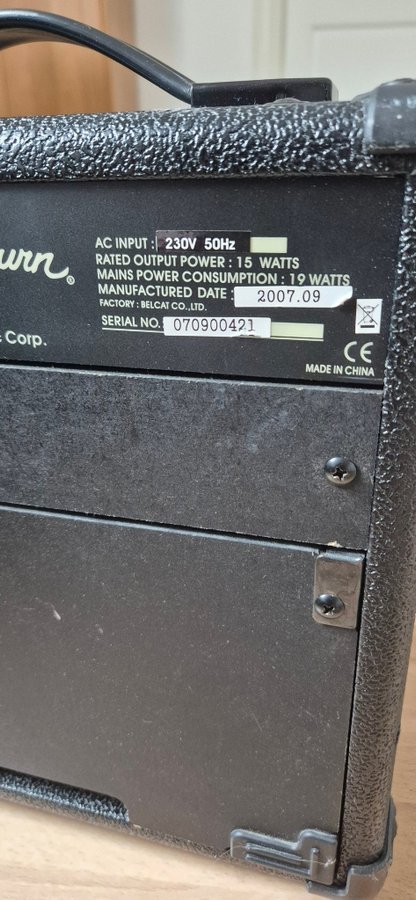 AC INPUT : 230V 50Hz
RATED OUTPUT POWER : 15 WATTS
MAINS POWER CONSUMPTION : 19 WATTS
MANUFACTURED DATE : 2007.09
FACTORY : BELCAT CO.,LTD.
SERIAL NO. 070900421
urn®
Corp.
CE
MADE IN CHINA